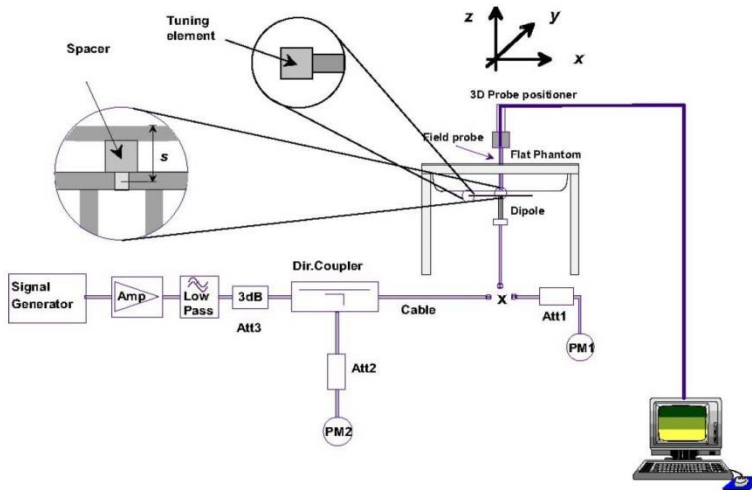 Tuning
element
Spacer
s
z
y
x
3D Probe positioner
Field probe
Flat Phantom
Dipole
Signal
Generator
Amp
Low
Pass
3dB
Att3
Dir.Coupler
Cable
X
Att1
PM1
Att2
PM2